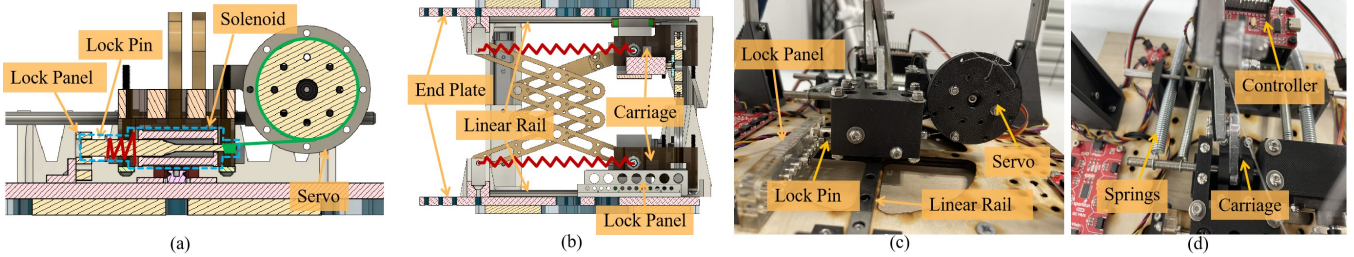 Solenoid
Lock Pin
Lock Panel
Servo
(a)
End Plate
Linear Rail
Carriage
Lock Panel
(b)
Lock Panel
Servo
Lock Pin
Linear Rail
(c)
Controller
Springs
Carriage
(d)